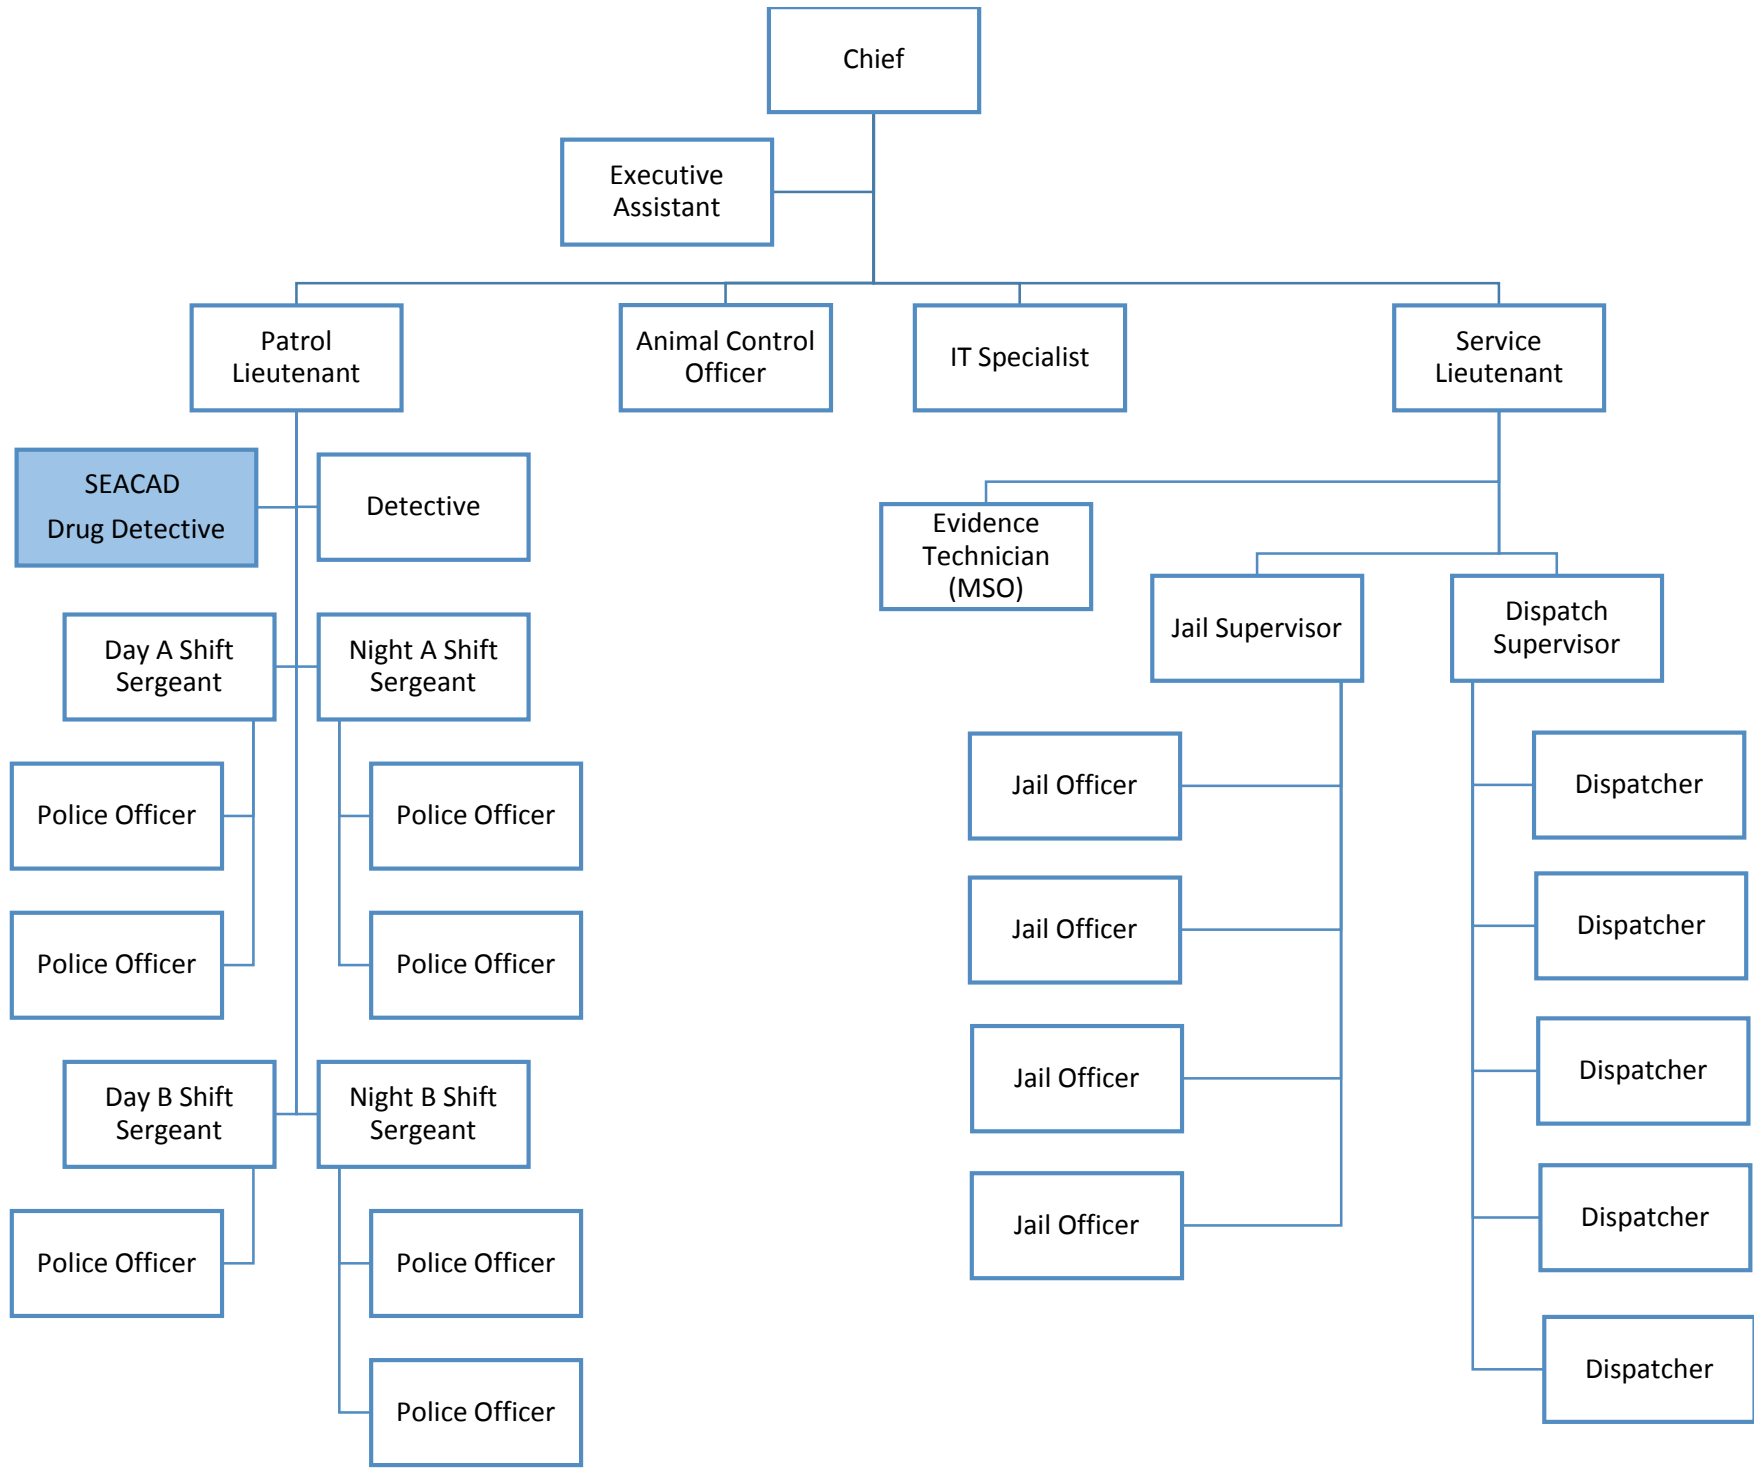 Chief
Executive
Assistant
Patrol
Lieutenant
Animal Control
Officer
IT Specialist
Service
Lieutenant
SEACAD
Drug Detective
Detective
Evidence
Technician
(MSO)
Jail Supervisor
Dispatch
Supervisor
Day A Shift
Sergeant
Night A Shift
Sergeant
Police Officer
Police Officer
Police Officer
Police Officer
Day B Shift
Sergeant
Night B Shift
Sergeant
Police Officer
Police Officer
Police Officer
Jail Officer
Jail Officer
Jail Officer
Jail Officer
Dispatcher
Dispatcher
Dispatcher
Dispatcher
Dispatcher